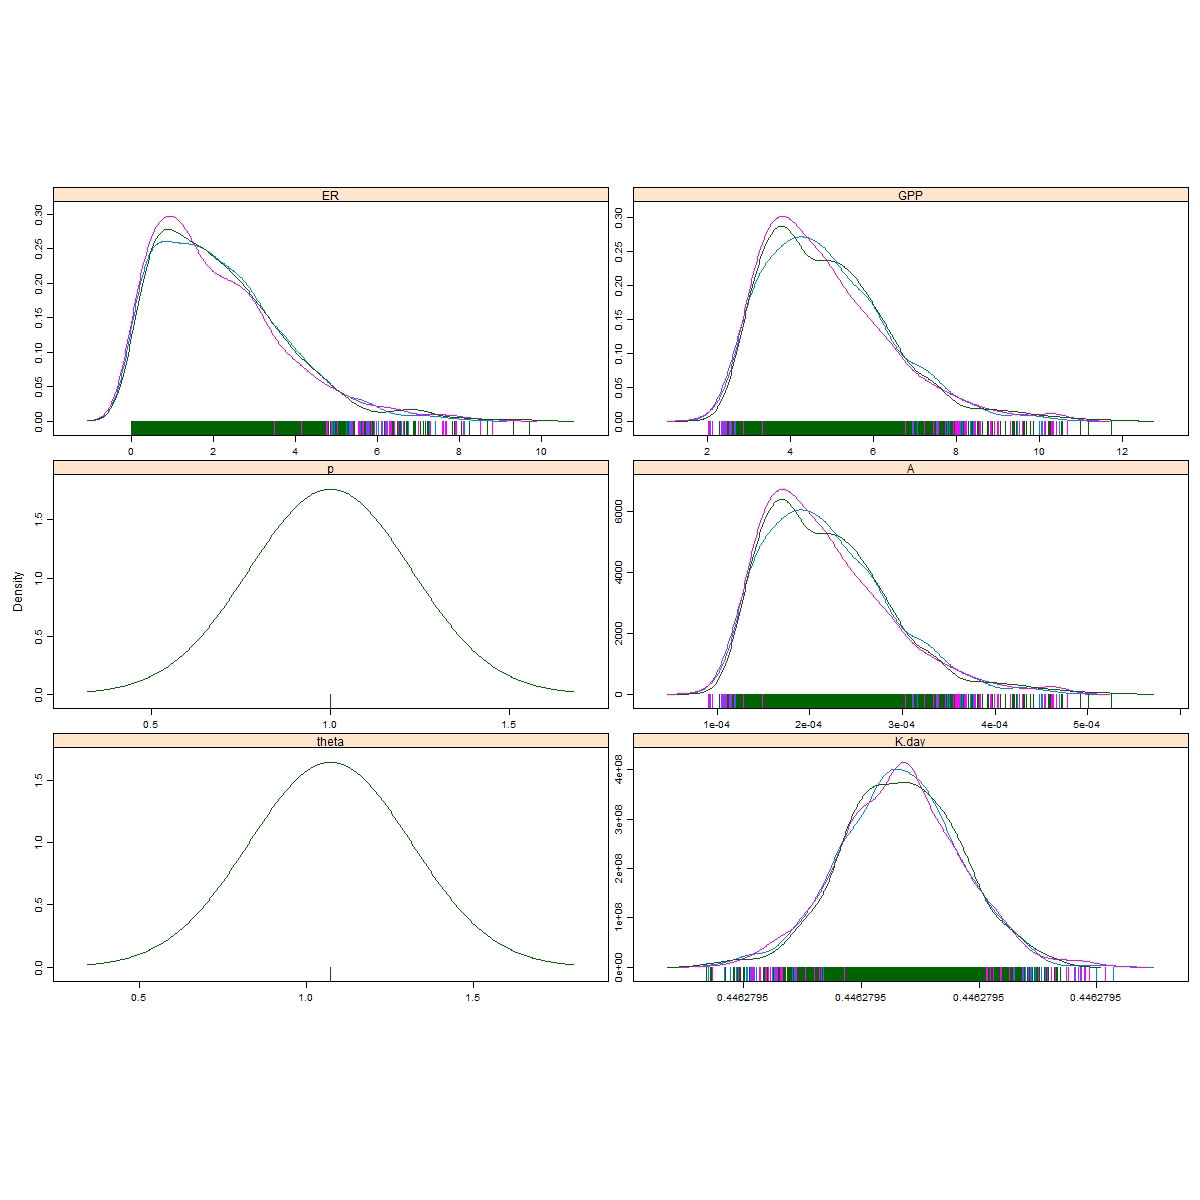 ER
0.00 0.05 0.10 0.15 0.20 0.25 0.30
0 2 4 6 8 10
GPP
0.00 0.05 0.10 0.15 0.20 0.25 0.30
2 4 6 8 10 12
p
0.0 0.5 1.0 1.5
0.5 1.0 1.5
A
0 2000 4000 6000
1e-04 2e-04 3e-04 4e-04 5e-04
Density
theta
0.0 0.5 1.0 1.5
0.5 1.0 1.5
K.day
0e+00 1e+08 2e+08 3e+08 4e+08
0.4462795 0.4462795 0.4462795 0.4462795